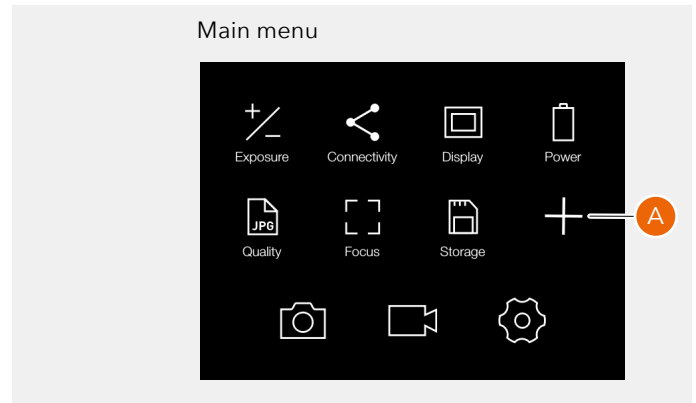 Main menu
Exposure Connectivity Display Power
A
JPG
Quality Focus Storage